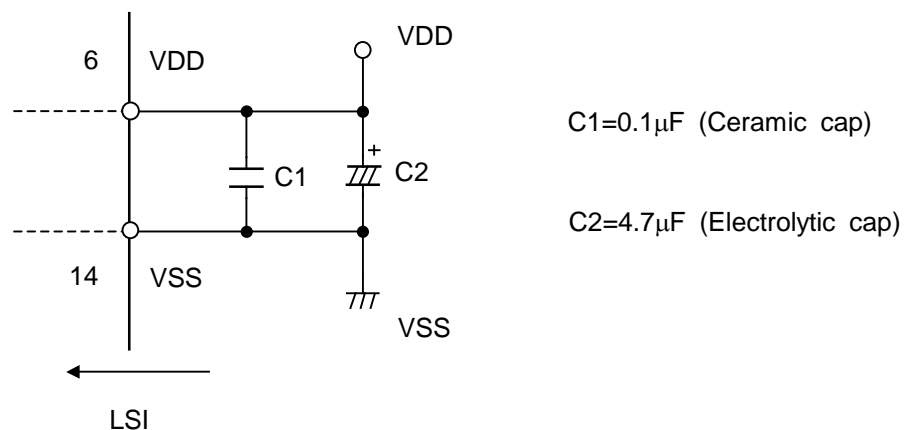 VDD
6 VDD
C1=0.1μF (Ceramic cap)
+
C1 C2
C2=4.7μF (Electrolytic cap)
14 VSS
VSS
LSI